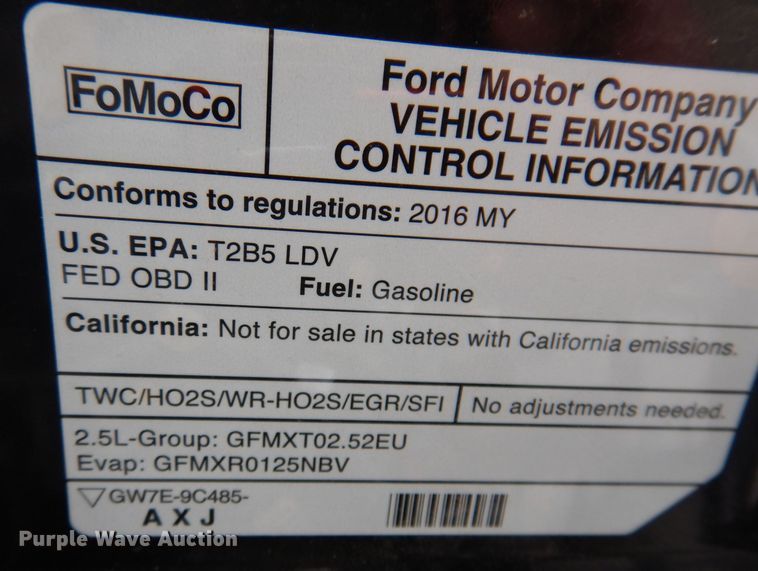 FoMoCo
Ford Motor Company
VEHICLE EMISSION
CONTROL INFORMATION
Conforms to regulations: 2016 MY
U.S. EPA: T2B5 LDV
FED OBD II Fuel: Gasoline
California: Not for sale in states with California emissions.
TWC/HO2S/WR-HO2S/EGR/SFI No adjustments needed.
2.5L-Group: GFMXT02.52EU
Evap: GFMXR0125NBV
▽GW7E-9C485-
A X J
Purple Wave Auction